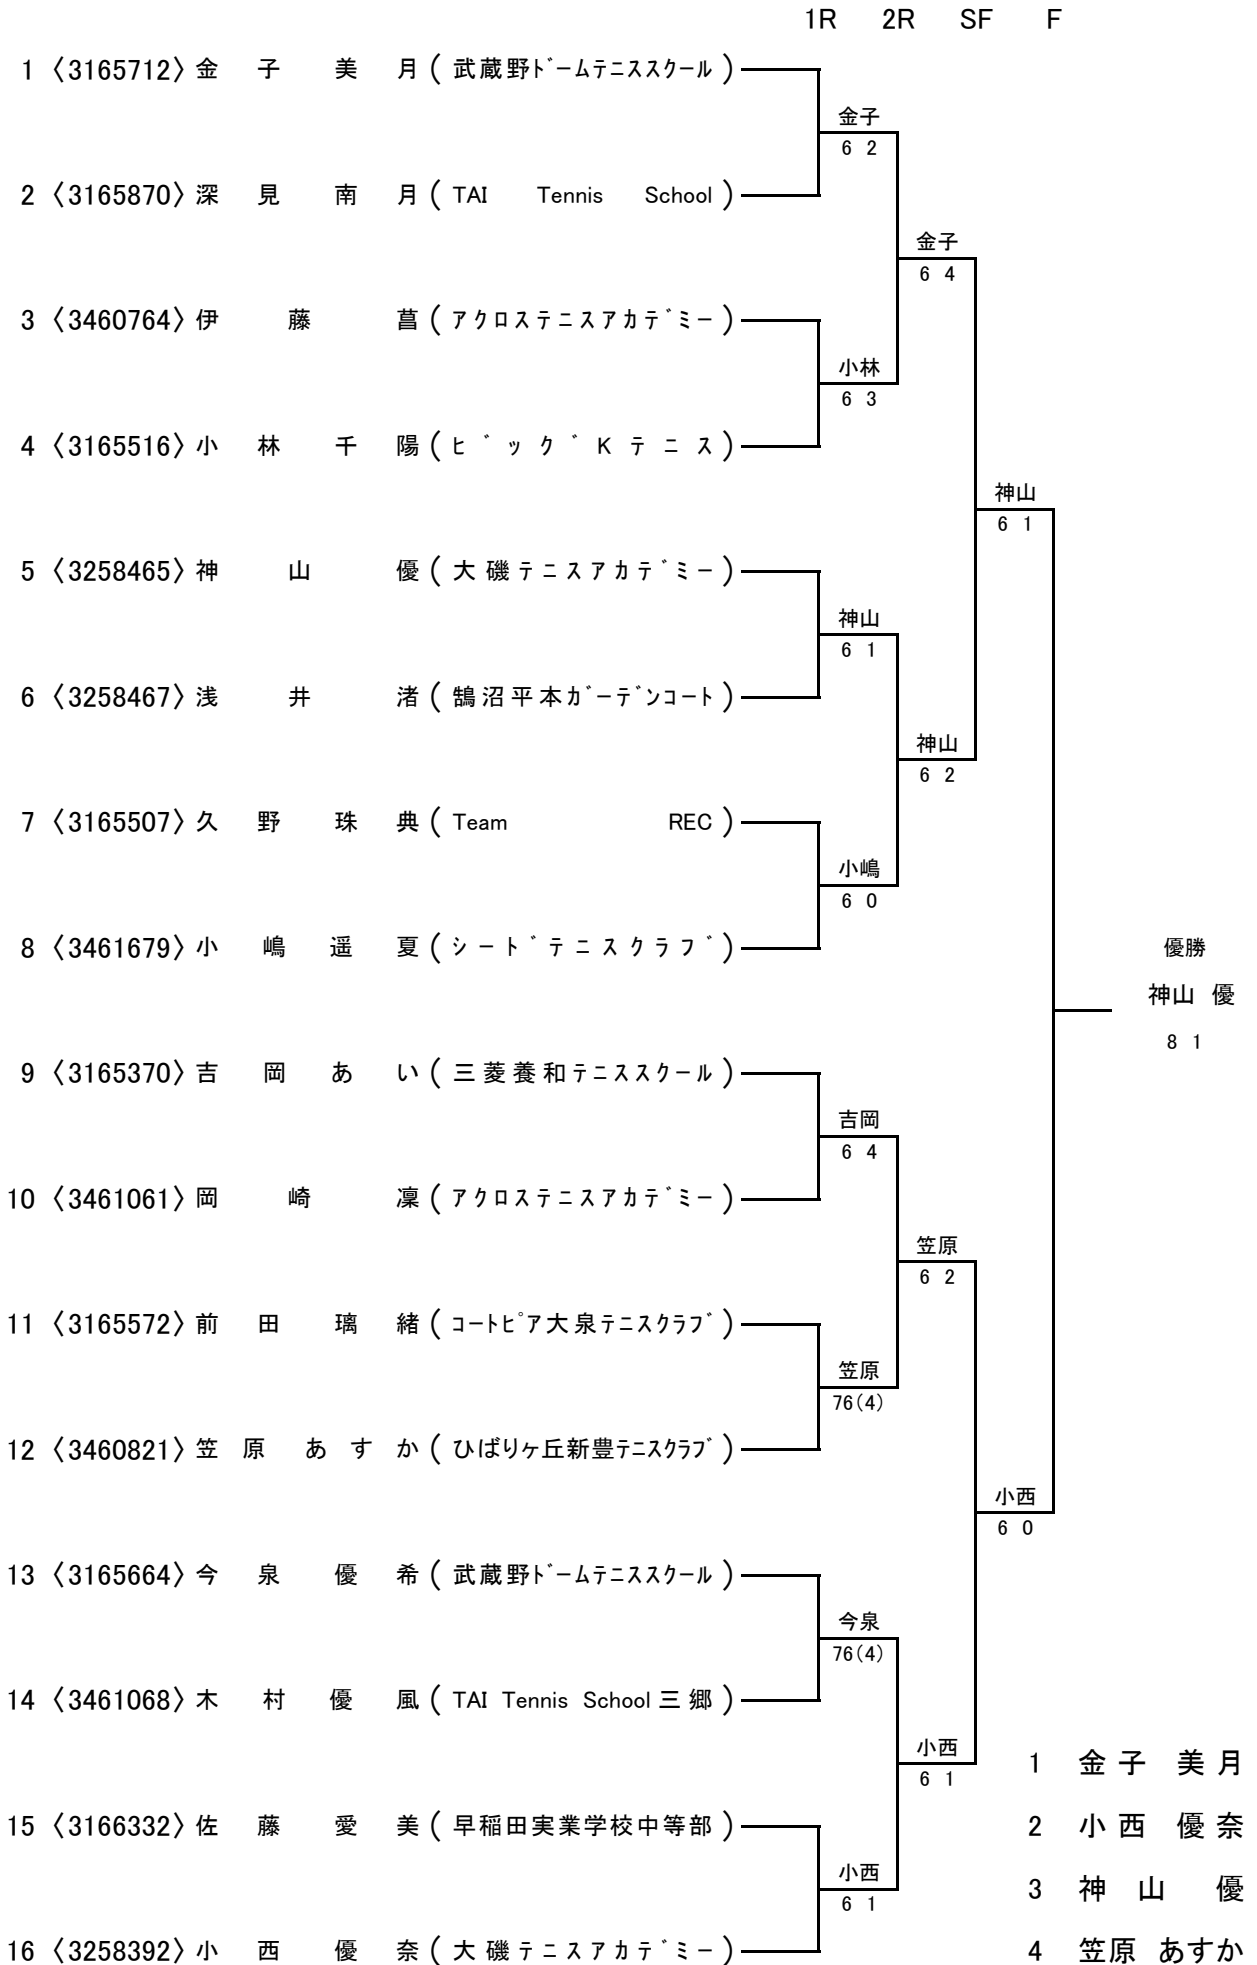 1R 2R SF F
1 〈3165712〉 金子美月 ( 武蔵野ﾄﾞｰﾑﾃﾆｽｽｸｰﾙ )
金子
6 2
2 〈3165870〉 深見南月 ( TAI Tennis School )
金子
6 4
3 〈3460764〉 伊藤菖 ( ｱｸﾛｽﾃﾆｽｱｶﾃﾞﾐｰ )
小林
6 3
4 〈3165516〉 小林千陽 ( ﾋﾞｯｸﾞKﾃﾆｽ )
神山
6 1
5 〈3258465〉 神山優 ( 大磯ﾃﾆｽｱｶﾃﾞﾐｰ )
神山
6 1
6 〈3258467〉 浅井渚 ( 鵠沼平本ｶﾞｰﾃﾞﾝｺｰﾄ )
神山
6 2
7 〈3165507〉 久野珠典 ( Team REC )
小嶋
6 0
8 〈3461679〉 小嶋遥夏 ( ｼｰﾄﾞﾃﾆｽｸﾗﾌﾞ )
優勝
神山 優
8 1
9 〈3165370〉 吉岡あい ( 三菱養和ﾃﾆｽｽｸｰﾙ )
吉岡
6 4
10 〈3461061〉 岡崎凜 ( ｱｸﾛｽﾃﾆｽｱｶﾃﾞﾐｰ )
笠原
6 2
11 〈3165572〉 前田璃緒 ( ｺｰﾄﾋﾟｱ大泉ﾃﾆｽｸﾗﾌﾞ )
笠原
76(4)
12 〈3460821〉 笠原あすか ( ひばりヶ丘新豊ﾃﾆｽｸﾗﾌﾞ )
小西
6 0
13 〈3165664〉 今泉優希 ( 武蔵野ﾄﾞｰﾑﾃﾆｽｽｸｰﾙ )
今泉
76(4)
14 〈3461068〉 木村優風 ( TAI Tennis School 三郷 )
小西
6 1
1 金子 美月
15 〈3166332〉 佐藤愛美 ( 早稲田実業学校中等部 )
2 小西 優奈
小西
6 1
3 神山 優
16 〈3258392〉 小西優奈 ( 大磯ﾃﾆｽｱｶﾃﾞﾐｰ )
4 笠原 あすか